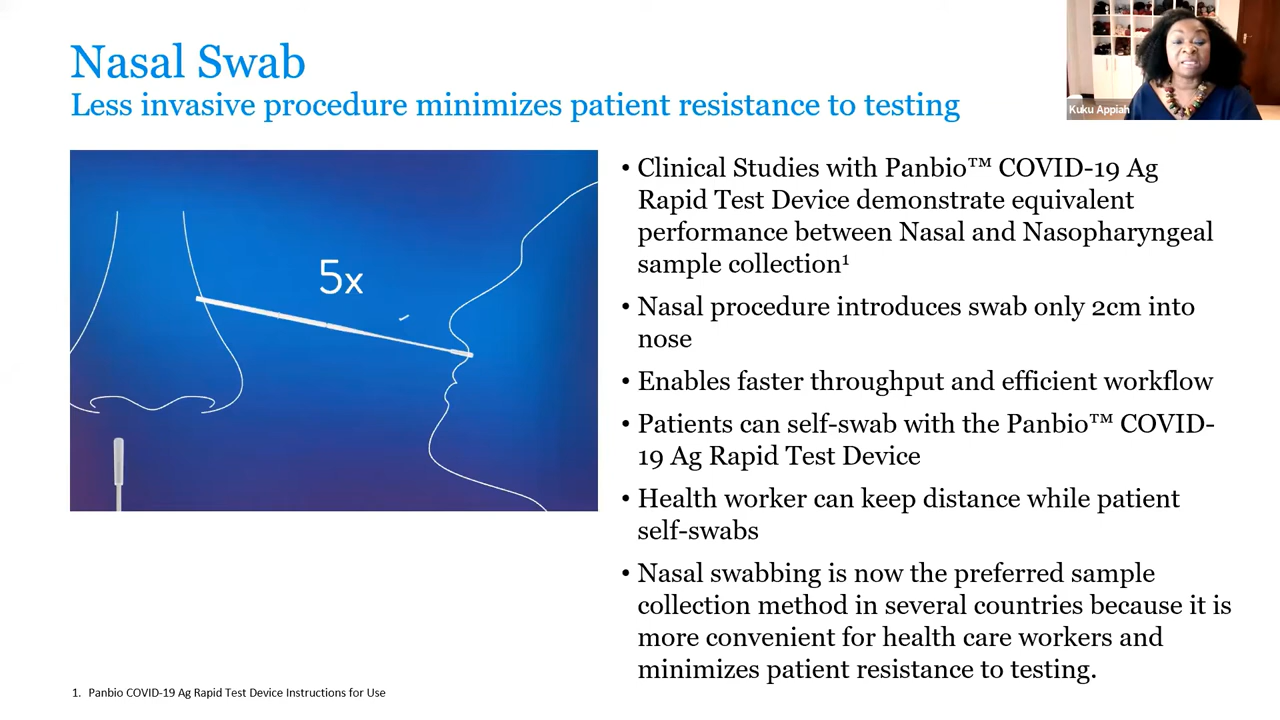 Nasal Swab
Less invasive procedure minimizes patient resistance to testing
Kuku Appiah
5x
• Clinical Studies with Panbio™ COVID-19 Ag
Rapid Test Device demonstrate equivalent
performance between Nasal and Nasopharyngeal
sample collection¹
• Nasal procedure introduces swab only 2cm into
nose
• Enables faster throughput and efficient workflow
• Patients can self-swab with the Panbio™ COVID-
19 Ag Rapid Test Device
• Health worker can keep distance while patient
self-swabs
• Nasal swabbing is now the preferred sample
collection method in several countries because it is
more convenient for health care workers and
minimizes patient resistance to testing.
1. Panbio COVID-19 Ag Rapid Test Device Instructions for Use